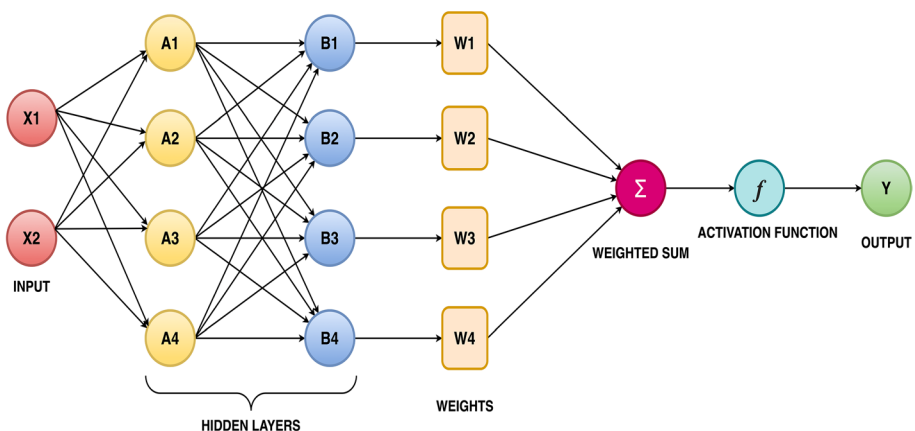 A1
B1
W1
X1
A2
B2
W2
Σ
f
Y
X2
A3
B3
W3
WEIGHTED SUM
ACTIVATION FUNCTION
OUTPUT
INPUT
A4
B4
W4
HIDDEN LAYERS
WEIGHTS